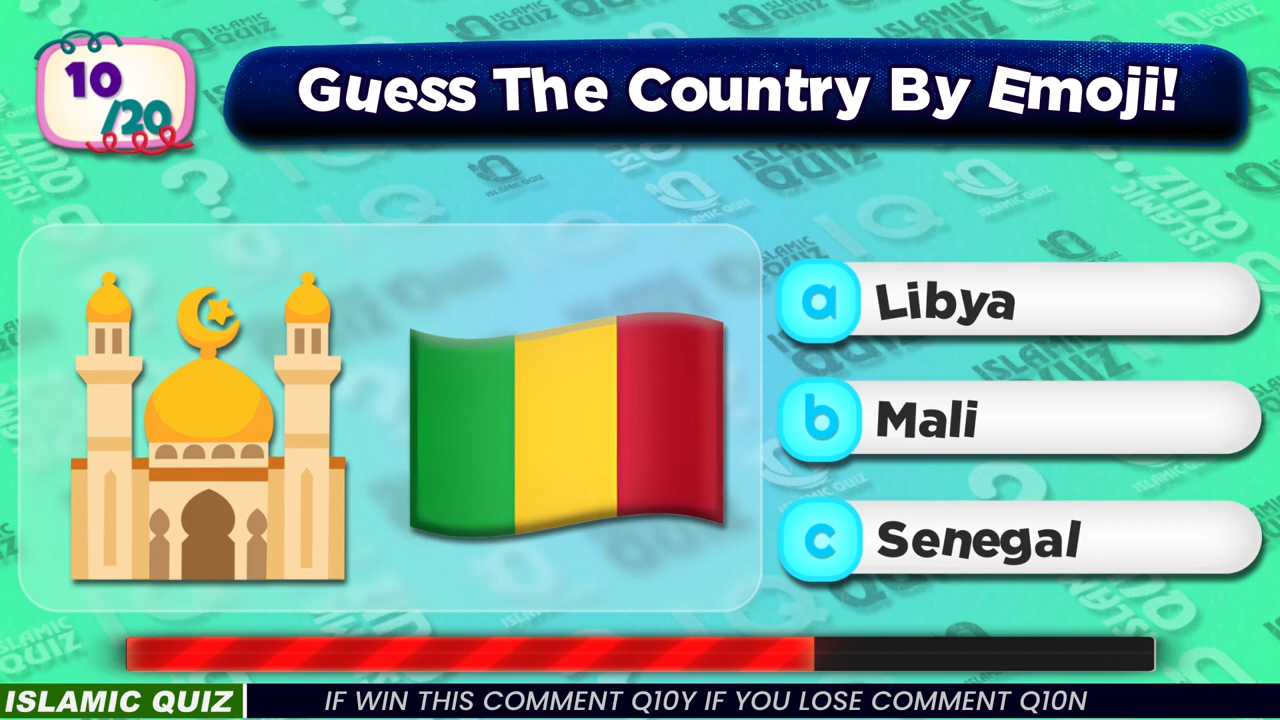 10
/20
Guess The Country By Emoji!
a Libya
b Mali
c Senegal
ISLAMIC QUIZ
IF WIN THIS COMMENT Q10Y IF YOU LOSE COMMENT Q10N